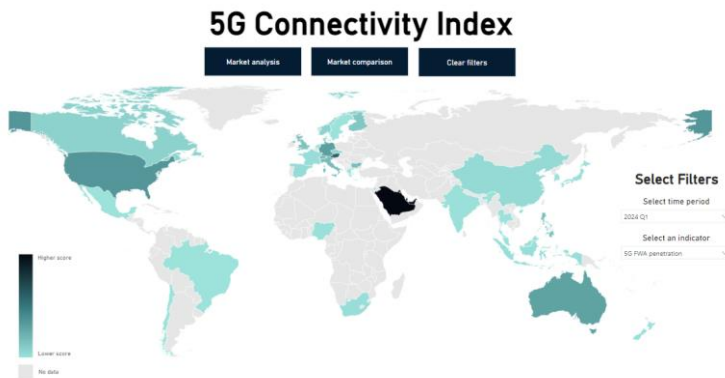 5G Connectivity Index
Market analysis
Market comparison
Clear filters
Select Filters
Select time period
2024 Q1
Select an indicator
5G FWA penetration
Higher score
Lower score
No data